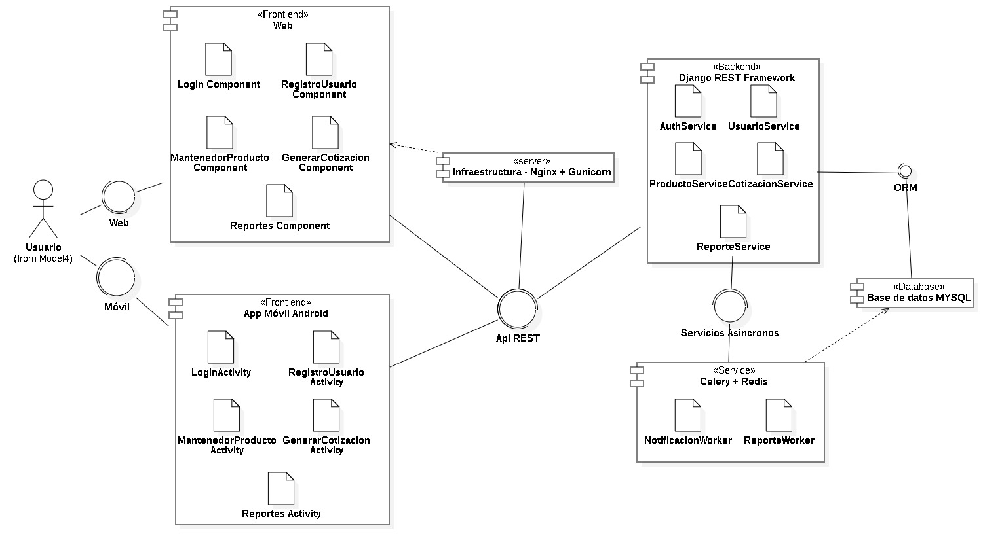 «Front end»
Web
Login Component
RegistroUsuario
Component
MantenedorProducto
Component
GenerarCotizacion
Component
Reportes Component
Usuario
(from Model4)
Web
Móvil
«Front end»
App Móvil Android
LoginActivity
RegistroUsuario
Activity
MantenedorProducto
Activity
GenerarCotizacion
Activity
Reportes Activity
«server»
Infraestructura - Nginx + Gunicorn
Api REST
«Backend»
Django REST Framework
AuthService
UsuarioService
ProductoService
CotizacionService
ReporteService
ORM
«Database»
Base de datos MYSQL
Servicios Asíncronos
«Service»
Celery + Redis
NotificacionWorker
ReporteWorker